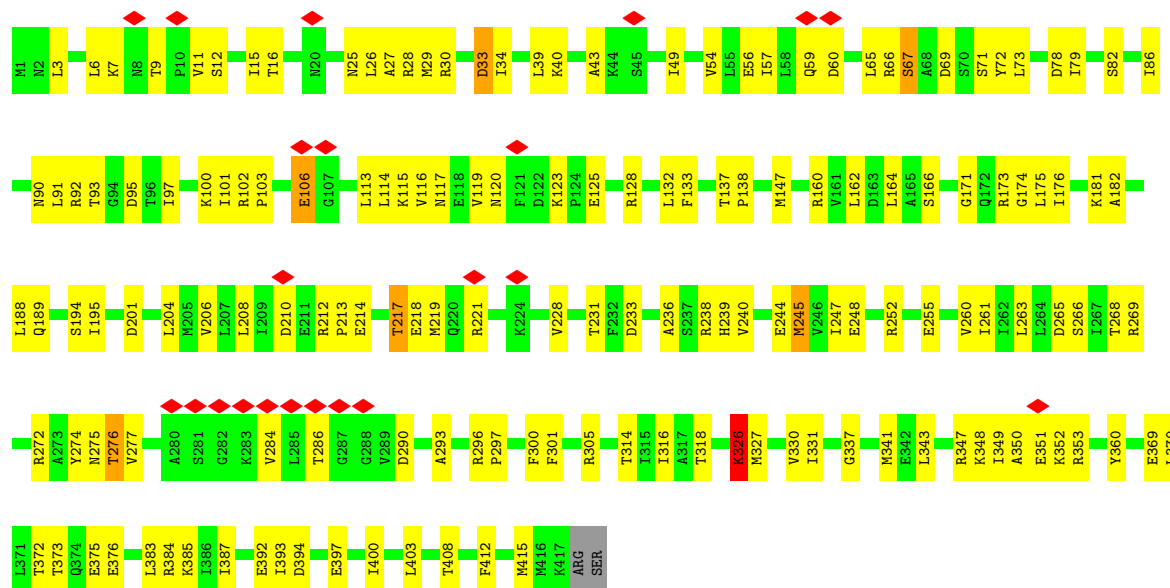 M1 N2 L3 L6 K7 N8 T9 P10 V11 S12 I15 T16 N20 N25 L26 A27 R28 M29 R30 D33 I34 L39 K40 A43 K44 S45 I49 V54 L55 E56 I57 L58 Q59 D60 L65 R66 S67 A68 D69 S70 S71 Y72 L73 D78 I79 S82 I86
N90 L91 R92 T93 G94 D95 T96 I97 K100 I101 R102 P103 E106 G107 L113 L114 K115 V116 N117 E118 V119 N120 F121 D122 K123 P124 E125 R128 L132 F133 T137 P138 M147 R160 V161 L162 D163 L164 A165 S166 G171 Q172 R173 G174 L175 I176 K181 A182
L188 Q189 S194 I195 D201 L204 M205 V206 L207 L208 I209 D210 E211 R212 P213 E214 T217 E218 M219 Q220 R221 K224 V228 T231 F232 D233 A236 S237 R238 H239 V240 E244 M245 V246 I247 E248 R252 E255 V260 I261 I262 L263 L264 D265 S266 I267 T268 R269
R272 A273 Y274 N275 T276 V277 A280 S281 G282 K283 V284 L285 T286 G287 G288 V289 D290 A293 R296 F300 F301 R305 T314 I315 I316 A317 T318 K326 M327 V330 I331 G337 M341 E342 L343 R347 K348 I349 A350 E351 K352 R353 Y360 E369 L370
L371 T372 T373 Q374 E375 E376 L383 R384 K385 I386 I387 E392 I393 D394 E397 I400 L403 T408 F412 M415 M416 K417 ARG SER